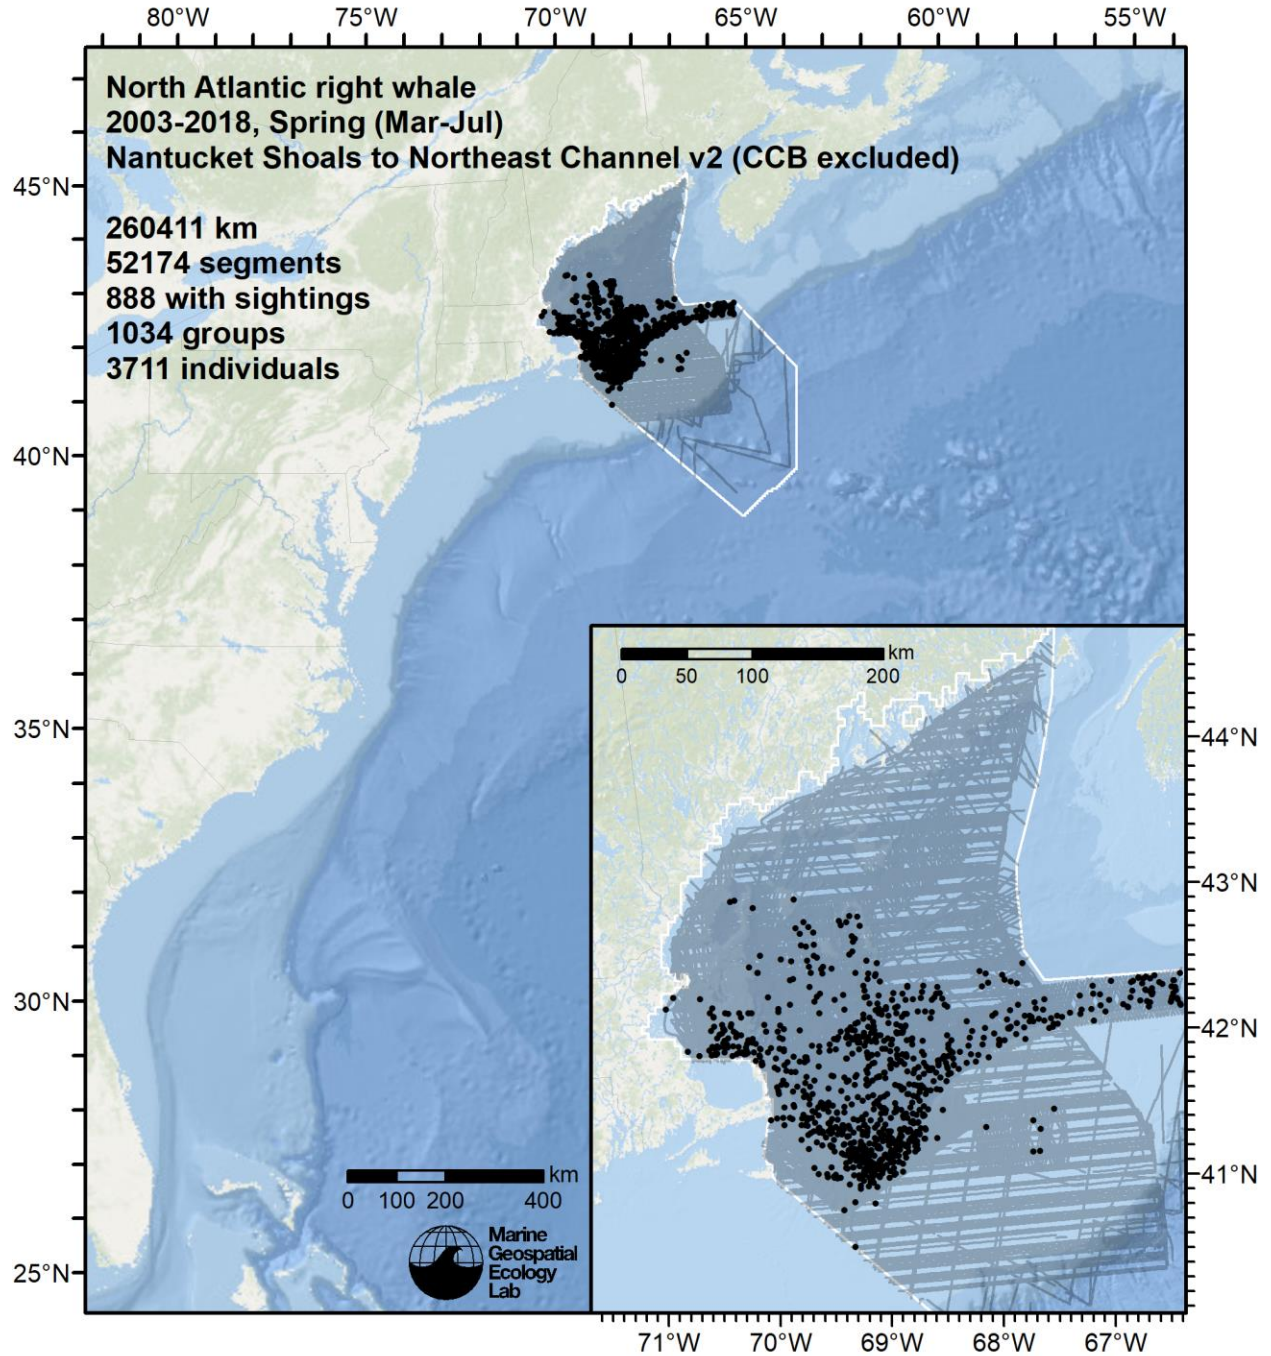 80°W 75°W 70°W 65°W 60°W 55°W
North Atlantic right whale
2003-2018, Spring (Mar-Jul)
Nantucket Shoals to Northeast Channel v2 (CCB excluded)
45°N
260411 km
52174 segments
888 with sightings
1034 groups
3711 individuals
40°N
35°N
30°N
25°N
km
0 50 100 200
44°N
43°N
42°N
41°N
km
0 100 200 400
Marine
Geospatial
Ecology
Lab
71°W 70°W 69°W 68°W 67°W